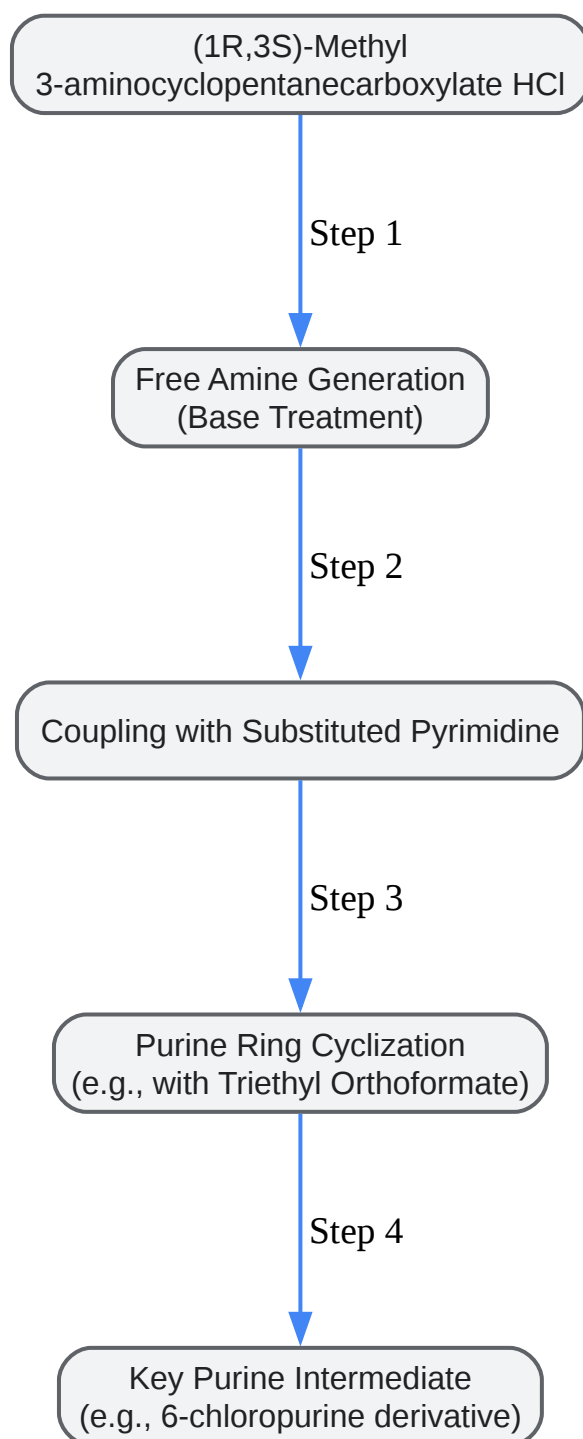 (1R,3S)-Methyl
3-aminocyclopentanecarboxylate HCl
Step 1
Free Amine Generation
(Base Treatment)
Step 2
Coupling with Substituted Pyrimidine
Step 3
Purine Ring Cyclization
(e.g., with Triethyl Orthoformate)
Step 4
Key Purine Intermediate
(e.g., 6-chloropurine derivative)